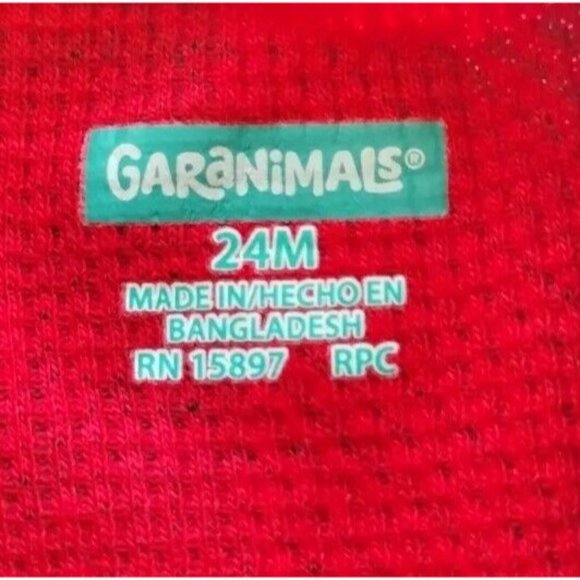 GARANIMALS®
24M
MADE IN/HECHO EN
BANGLADESH
RN 15897 RPC